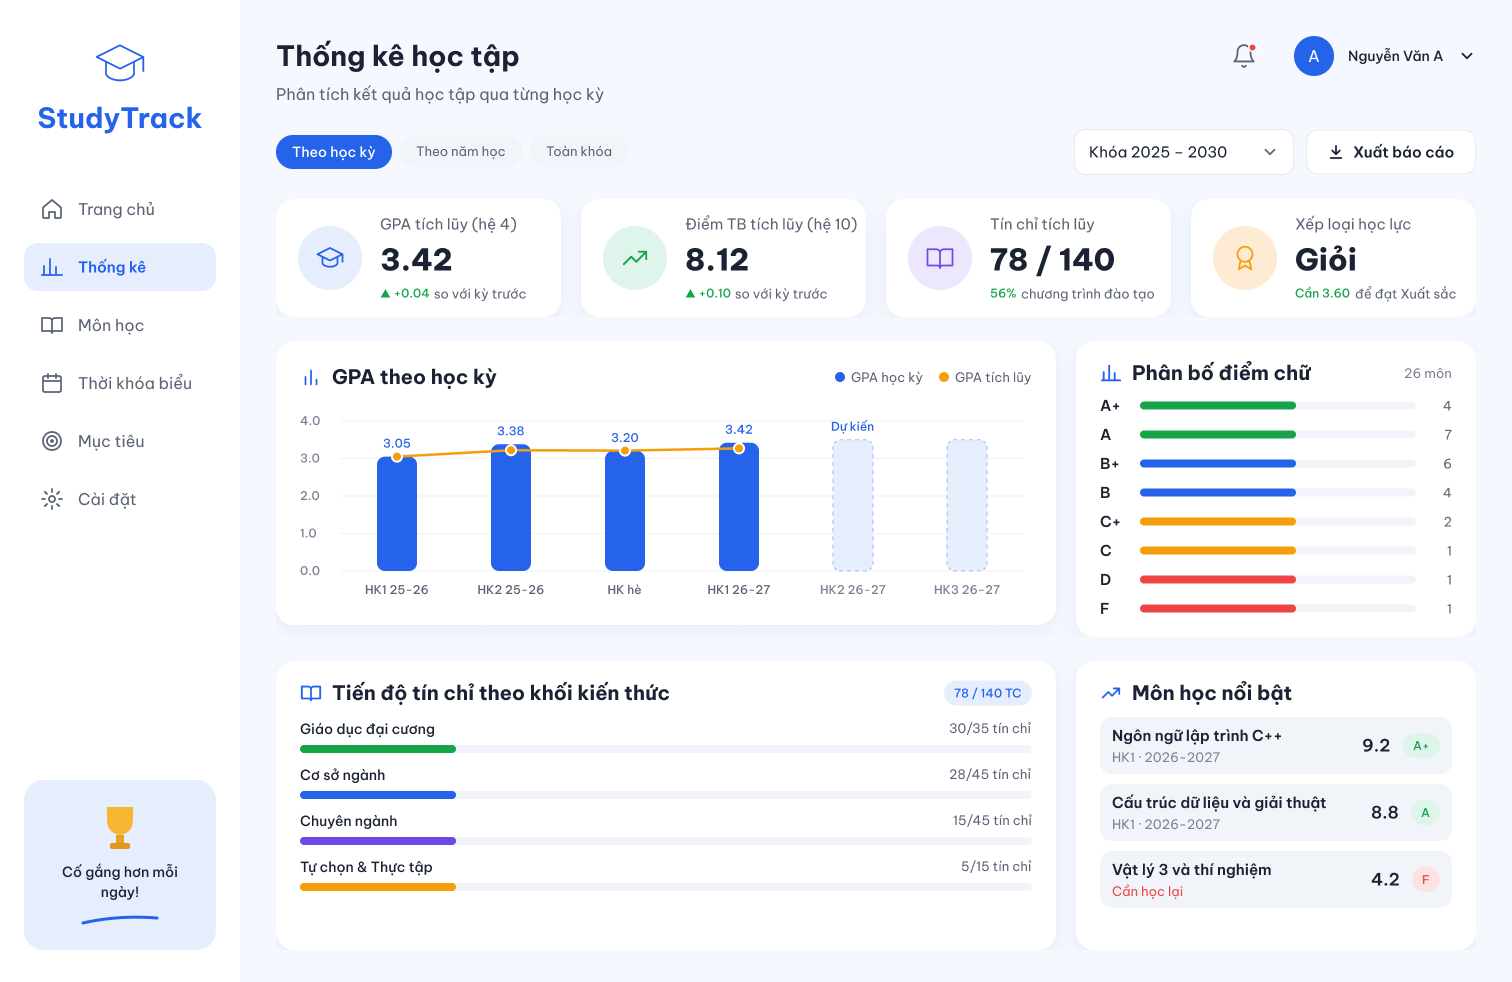 StudyTrack
Trang chủ
Thống kê
Môn học
Thời khóa biểu
Mục tiêu
Cài đặt
Cố gắng hơn mỗi
ngày!
Thống kê học tập
Phân tích kết quả học tập qua từng học kỳ
A
Nguyễn Văn A
Theo học kỳ
Theo năm học
Toàn khóa
Khóa 2025 – 2030
Xuất báo cáo
GPA tích lũy (hệ 4)
3.42
▲ +0.04 so với kỳ trước
Điểm TB tích lũy (hệ 10)
8.12
▲ +0.10 so với kỳ trước
Tín chỉ tích lũy
78 / 140
56% chương trình đào tạo
Xếp loại học lực
Giỏi
Cần 3.60 để đạt Xuất sắc
GPA theo học kỳ
GPA học kỳ
GPA tích lũy
4.0
3.0
2.0
1.0
0.0
3.05
3.38
3.20
3.42
Dự kiến
HK1 25-26
HK2 25-26
HK hè
HK1 26-27
HK2 26-27
HK3 26-27
Phân bố điểm chữ
26 môn
A+ 4
A 7
B+ 6
B 4
C+ 2
C 1
D 1
F 1
Tiến độ tín chỉ theo khối kiến thức
78 / 140 TC
Giáo dục đại cương 30/35 tín chỉ
Cơ sở ngành 28/45 tín chỉ
Chuyên ngành 15/45 tín chỉ
Tự chọn & Thực tập 5/15 tín chỉ
Môn học nổi bật
Ngôn ngữ lập trình C++
HK1 · 2026-2027
9.2 A+
Cấu trúc dữ liệu và giải thuật
HK1 · 2026-2027
8.8 A
Vật lý 3 và thí nghiệm
Cần học lại
4.2 F